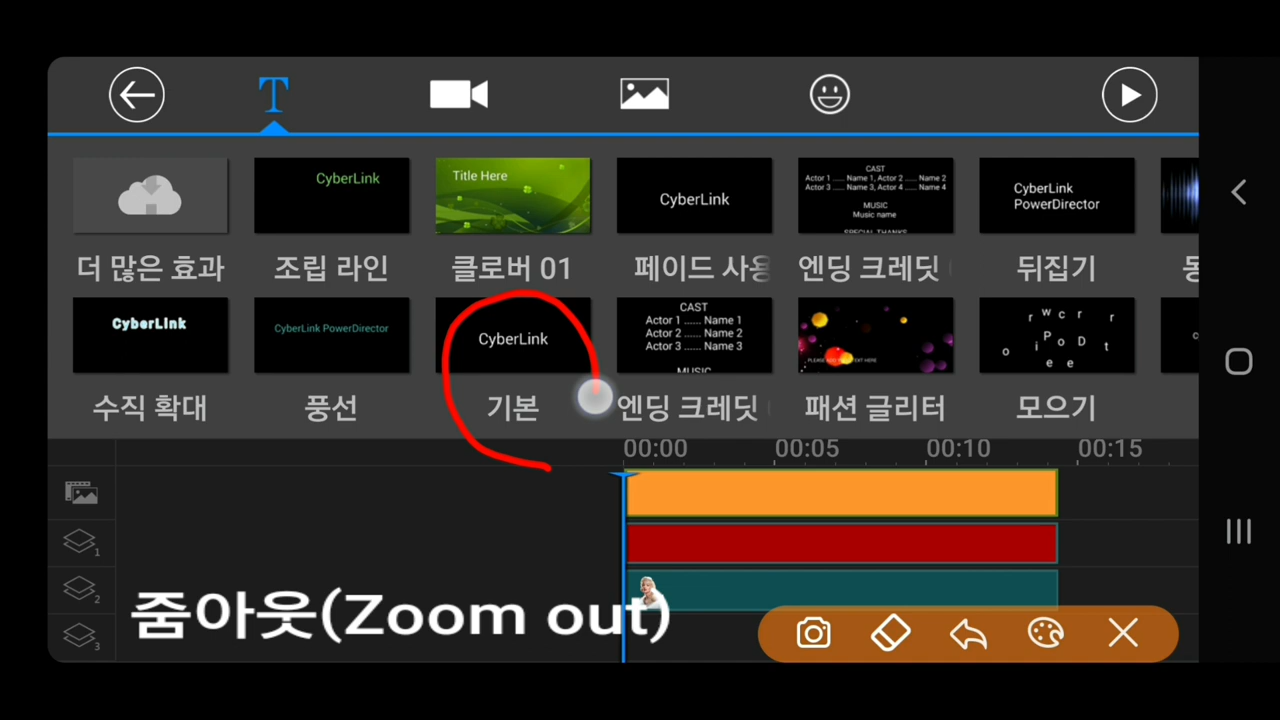 T
CyberLink
Title Here
CyberLink
CAST
Actor 1 ...... Name 1, Actor 2 ...... Name 2
Actor 3 ...... Name 3, Actor 4 ...... Name 4
MUSIC
Music name
SPECIAL THANKS
CyberLink
PowerDirector
더 많은 효과
조립 라인
클로버 01
페이드 사용
엔딩 크레딧
뒤집기
CyberLink
CyberLink PowerDirector
CyberLink
CAST
Actor 1 ...... Name 1
Actor 2 ...... Name 2
Actor 3 ...... Name 3
MUSIC
r w c r r
P o D
o i t
e e
수직 확대
풍선
기본
엔딩 크레딧
패션 글리터
모으기
00:00
00:05
00:10
00:15
1
2
3
줌아웃(Zoom out)